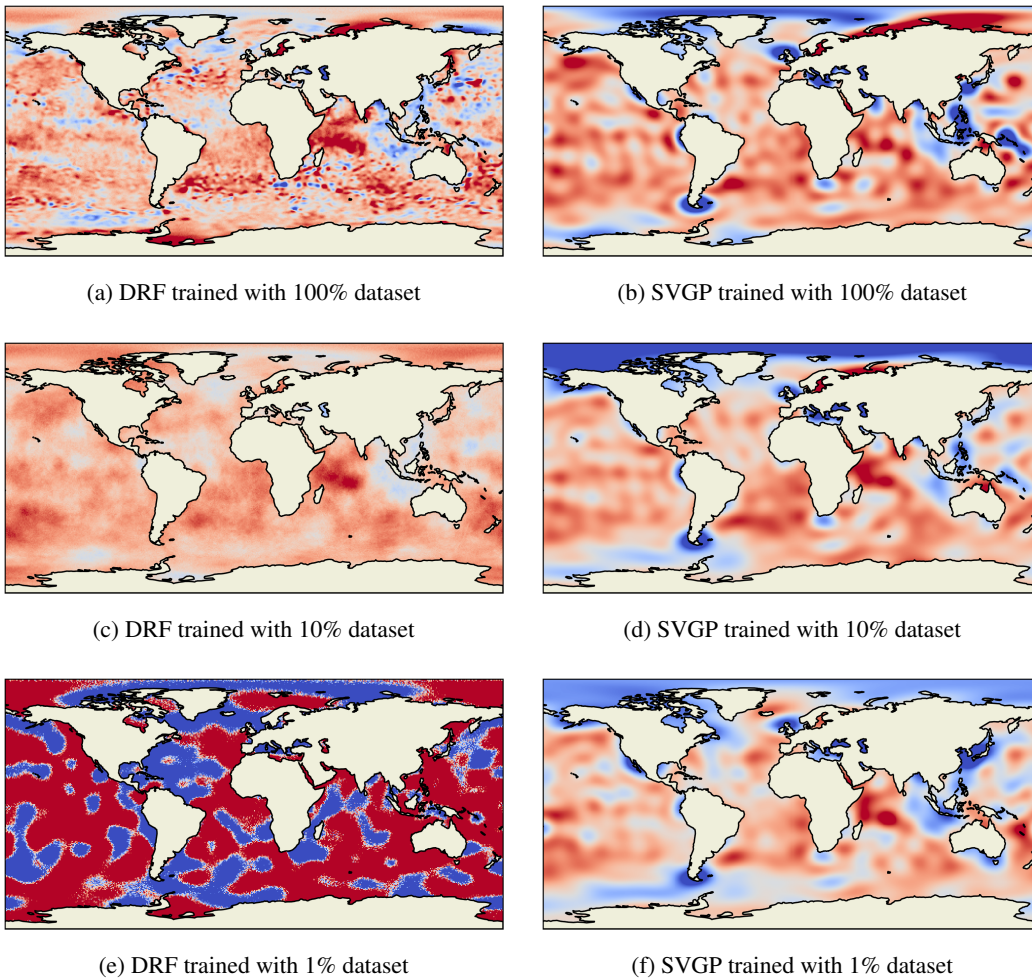 (a) DRF trained with 100% dataset
(b) SVGP trained with 100% dataset
(c) DRF trained with 10% dataset
(d) SVGP trained with 10% dataset
(e) DRF trained with 1% dataset
(f) SVGP trained with 1% dataset